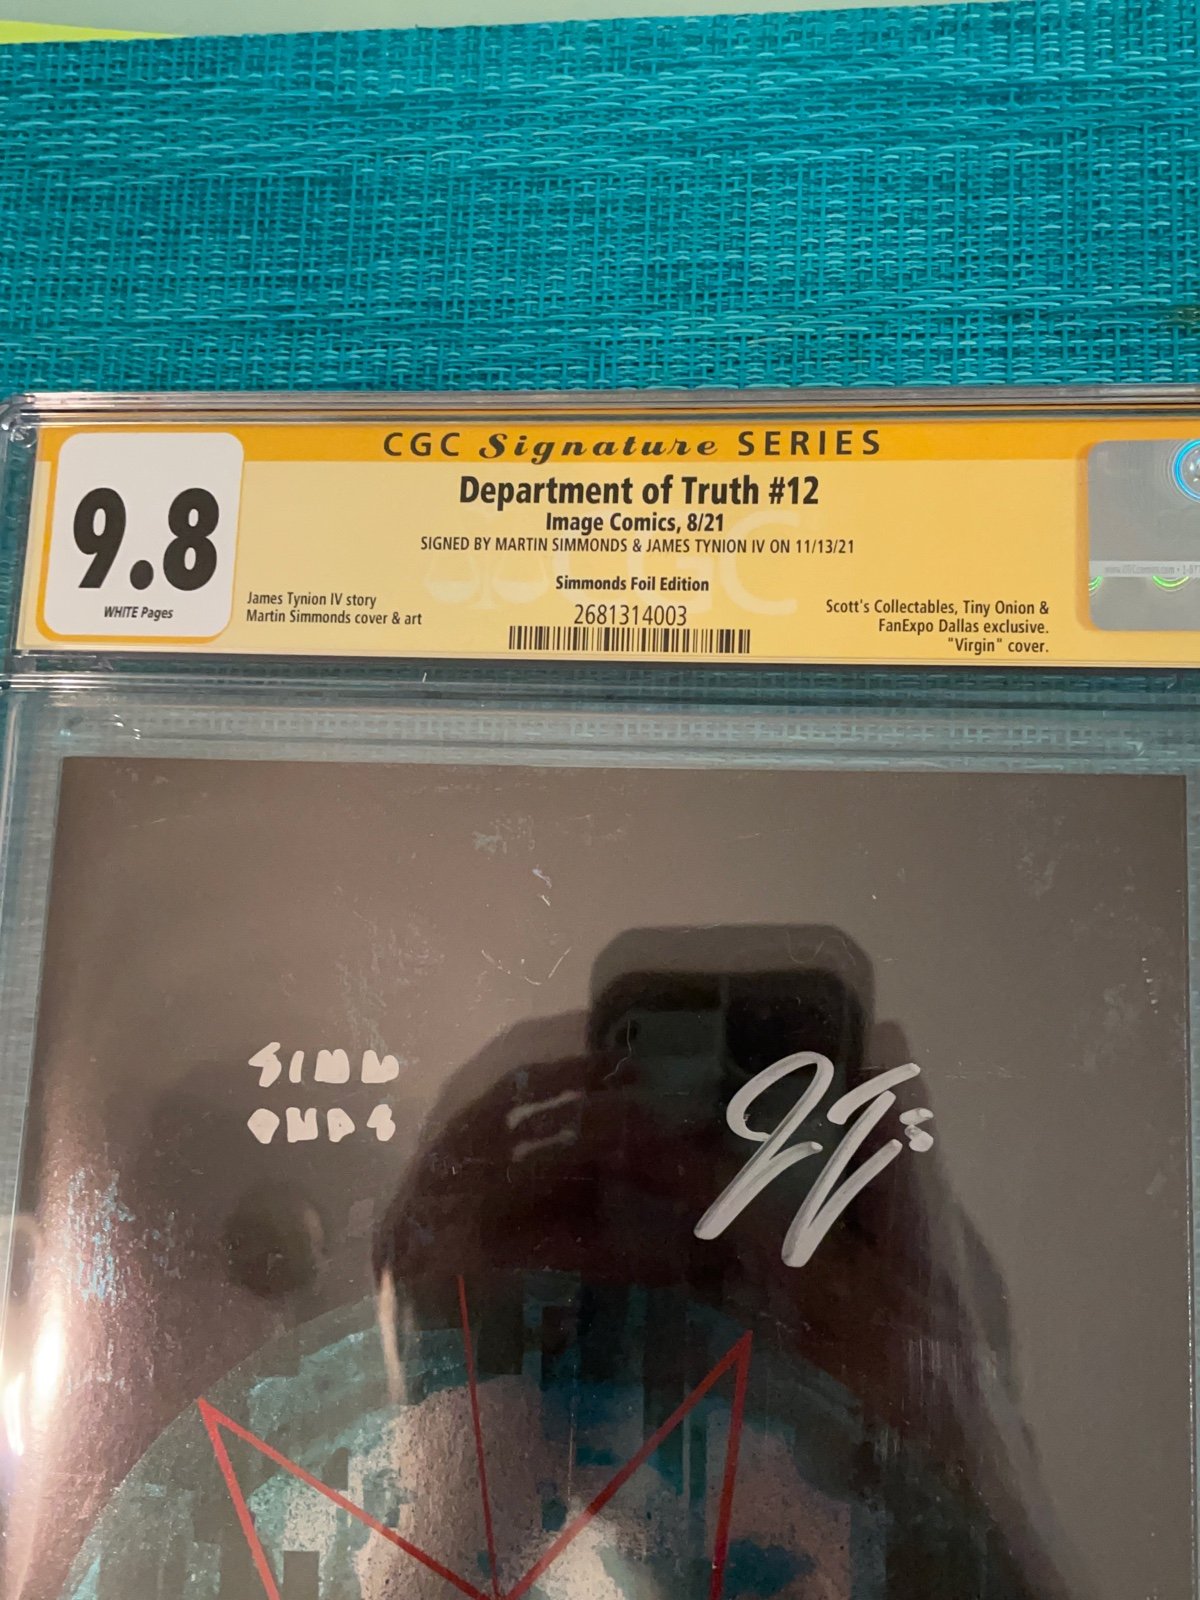 CGC Signature SERIES
9.8
WHITE Pages
Department of Truth #12
Image Comics, 8/21
SIGNED BY MARTIN SIMMONDS & JAMES TYNION IV ON 11/13/21
Simmonds Foil Edition
2681314003
James Tynion IV story
Martin Simmonds cover & art
Scott's Collectables, Tiny Onion &
FanExpo Dallas exclusive.
"Virgin" cover.
CGC
SIMM
ONDS